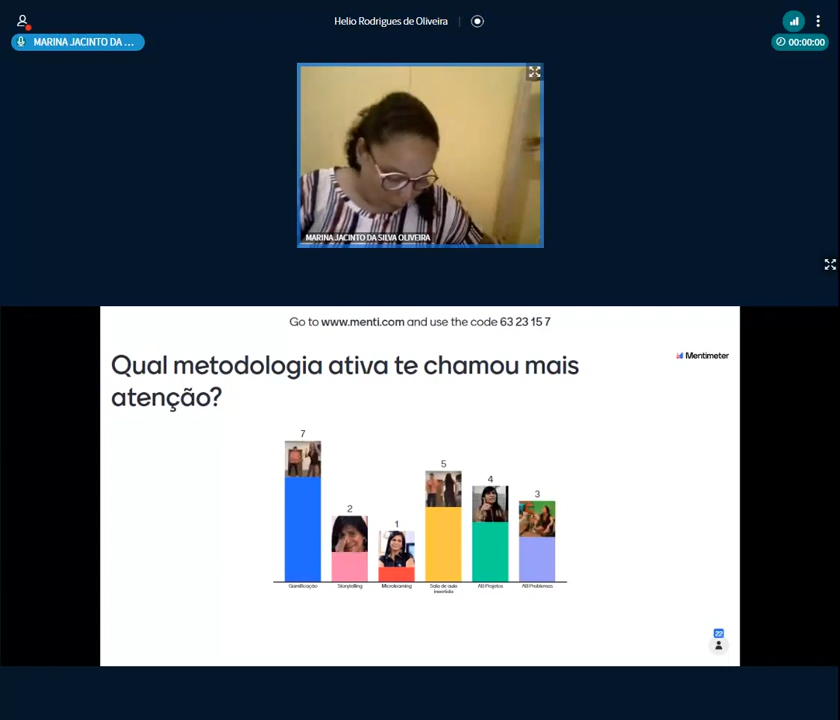 Helio Rodrigues de Oliveira
MARINA JACINTO DA ...
00:00:00
MARINA JACINTO DA SILVA OLIVEIRA
Go to www.menti.com and use the code 63 23 15 7
Mentimeter
Qual metodologia ativa te chamou mais
atenção?
7
2
1
5
4
3
Gamificação
Storytelling
Microlearning
Sala de aula
invertida
AB Projetos
AB Problemas
22